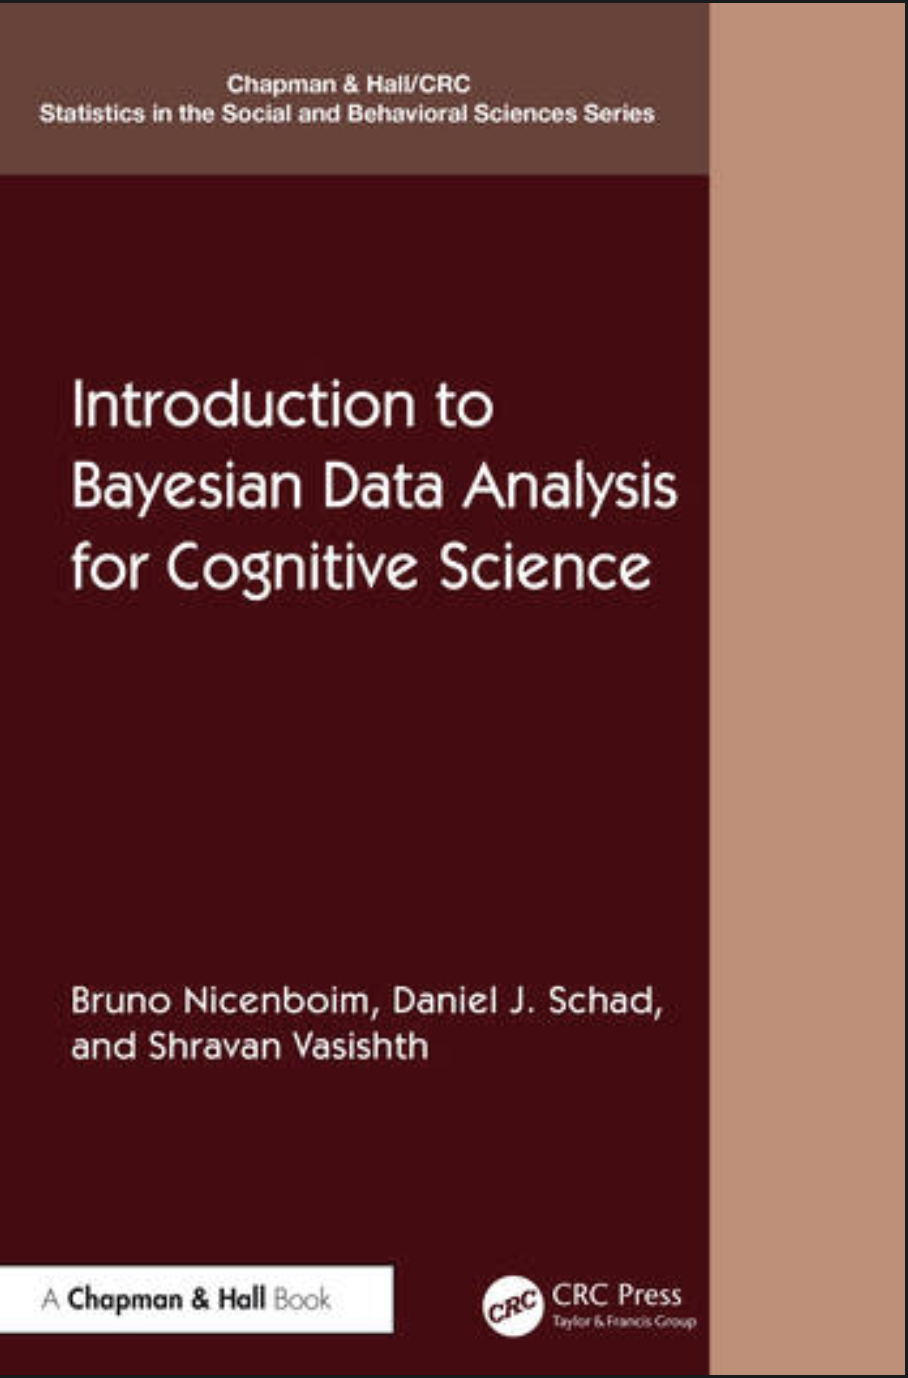 Chapman & Hall/CRC
Statistics in the Social and Behavioral Sciences Series
Introduction to
Bayesian Data Analysis
for Cognitive Science
Bruno Nicenboim, Daniel J. Schad,
and Shravan Vasishth
A Chapman & Hall Book
CRC
CRC Press
Taylor & Francis Group